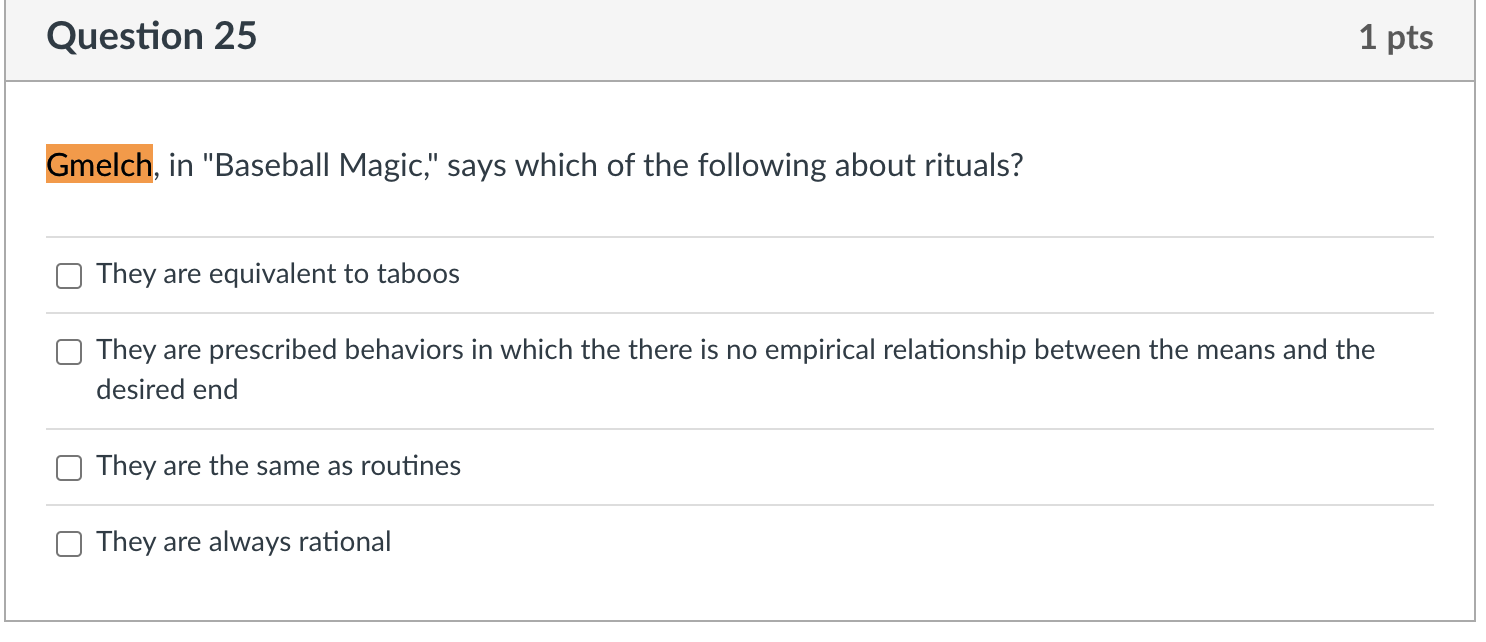 Question 25
1 pts
Gmelch, in "Baseball Magic," says which of the following about rituals?
They are equivalent to taboos
They are prescribed behaviors in which the there is no empirical relationship between the means and the
desired end
They are the same as routines
They are always rational